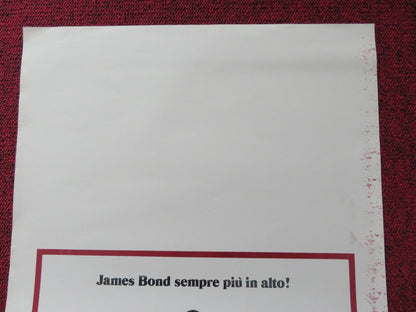 James Bond sempre più in alto!